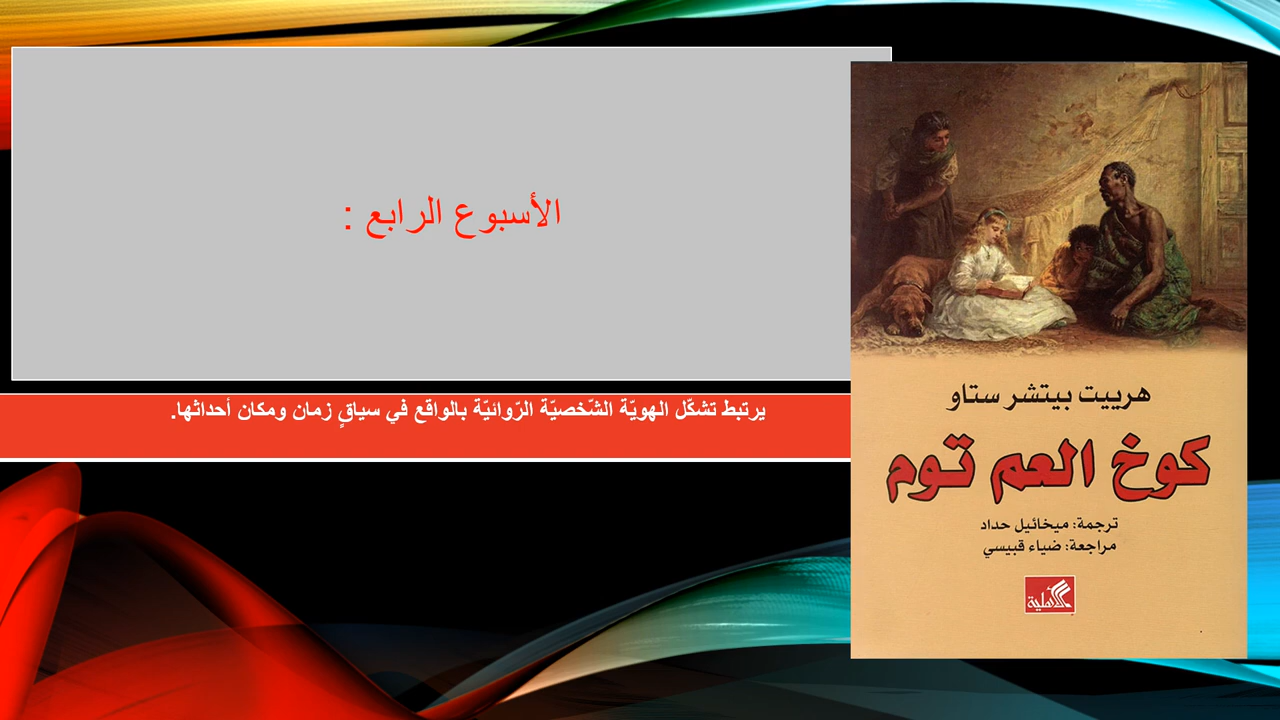 الأسبوع الرابع :
يرتبط تشكّل الهويّة الشّخصيّة الرّوائيّة بالواقع في سياقٍ زمان ومكان أحداثها.
هرييت بيتشر ستاو
كوخ العم توم
ترجمة: ميخائيل حداد
مراجعة: ضياء قبيسي
الأهلية